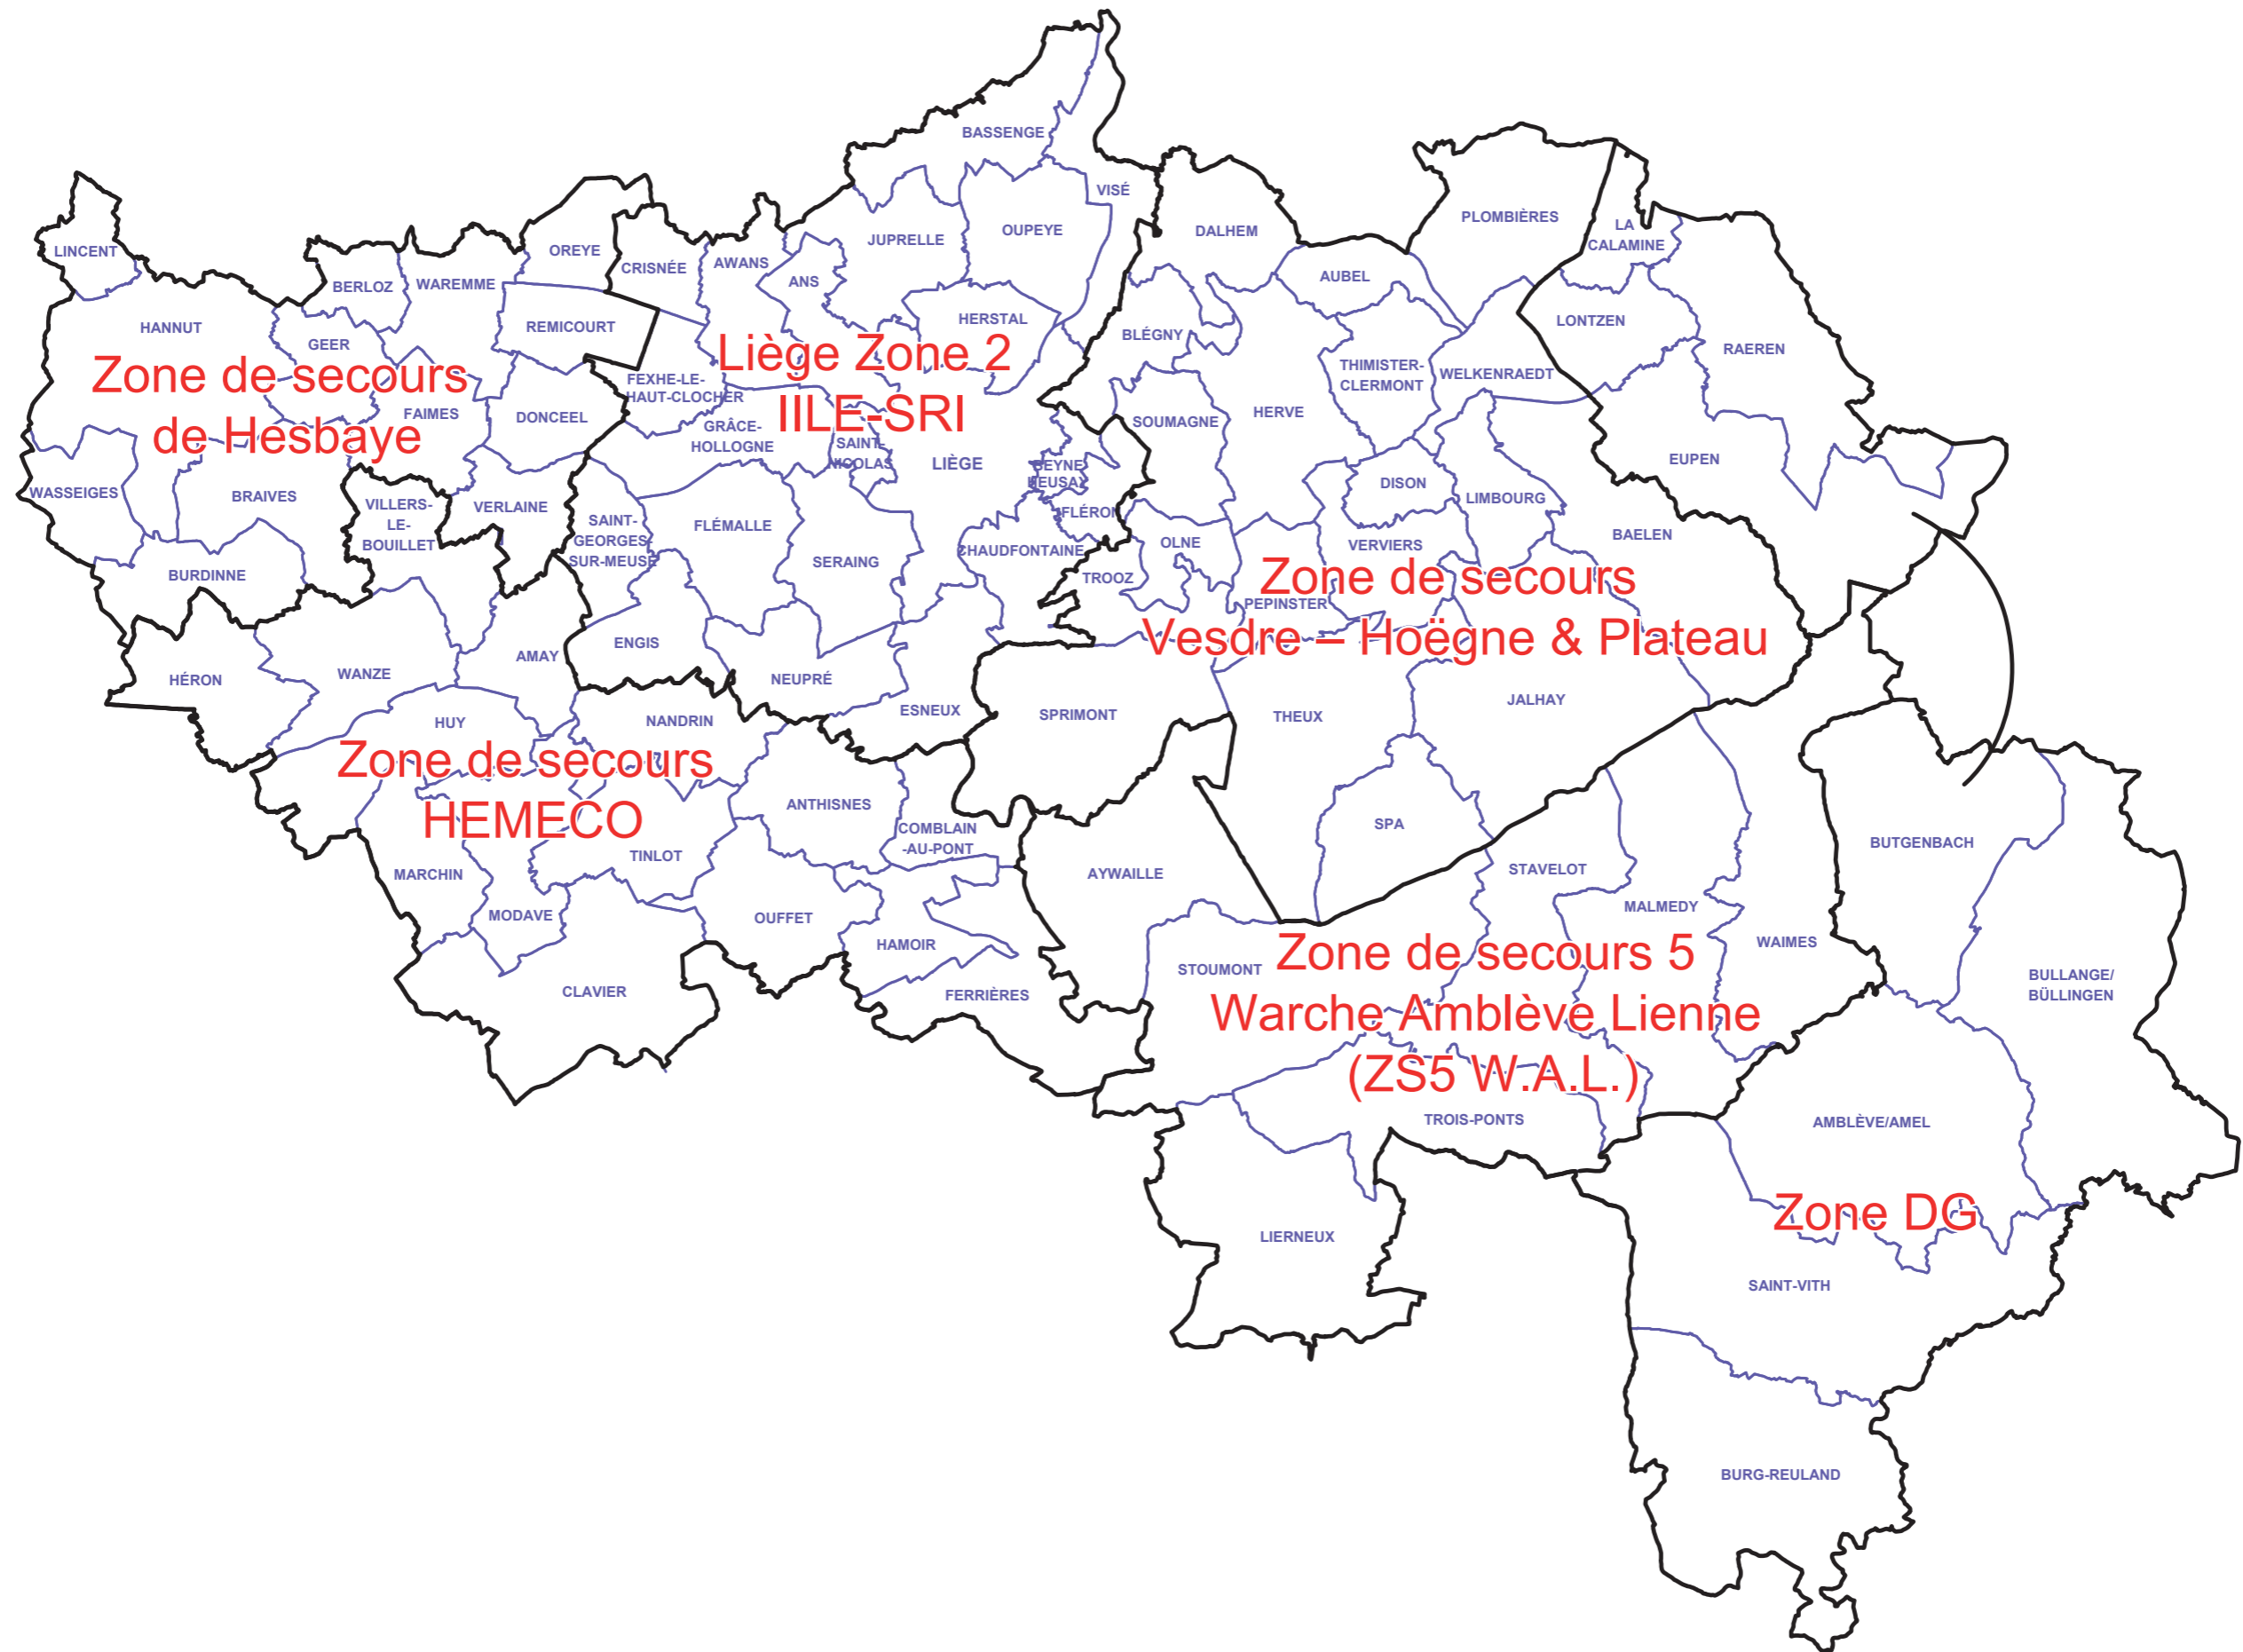 BASSENGE
VISÉ
LINCENT
OREYE
CRISNÉE
AWANS
ANS
JUPRELLE
OUPEYE
DALHEM
PLOMBIÈRES
LA
CALAMINE
AUBEL
BERLOZ
WAREMME
HANNUT
GEER
REMICOURT
HERSTAL
BLÉGNY
LONTZEN
RAEREN
Zone de secours
de Hesbaye
Liège Zone 2
IILE-SRI
THIMISTER-
CLERMONT
WELKENRAEDT
FEXHE-LE-
HAUT-CLOCHER
FAIMES
DONCEEL
GRÂCE-
HOLLOGNE
SAINT-
NICOLAS
LIÈGE
SOUMAGNE
HERVE
EUPEN
BEYNE
HEUSAY
DISON
LIMBOURG
WASSEIGES
BRAIVES
VILLERS-
LE-
BOUILLET
VERLAINE
SAINT-
GEORGES-
SUR-MEUSE
FLÉMALLE
FLÉRON
BAELEN
SERAING
CHAUDFONTAINE
OLNE
VERVIERS
BURDINNE
TROOZ
PEPINSTER
Zone de secours
Vesdre – Hoëgne & Plateau
ENGIS
AMAY
HÉRON
WANZE
NEUPRÉ
ESNEUX
SPRIMONT
THEUX
JALHAY
HUY
NANDRIN
Zone de secours
HEMECO
ANTHISNES
COMBLAIN
-AU-PONT
SPA
MARCHIN
TINLOT
AYWAILLE
STAVELOT
BUTGENBACH
MODAVE
OUFFET
HAMOIR
MALMEDY
WAIMES
STOUMONT
Zone de secours 5
Warche Amblève Lienne
(ZS5 W.A.L.)
BULLANGE/
BÜLLINGEN
CLAVIER
FERRIÈRES
TROIS-PONTS
AMBLÈVE/AMEL
Zone DG
LIERNEUX
SAINT-VITH
BURG-REULAND